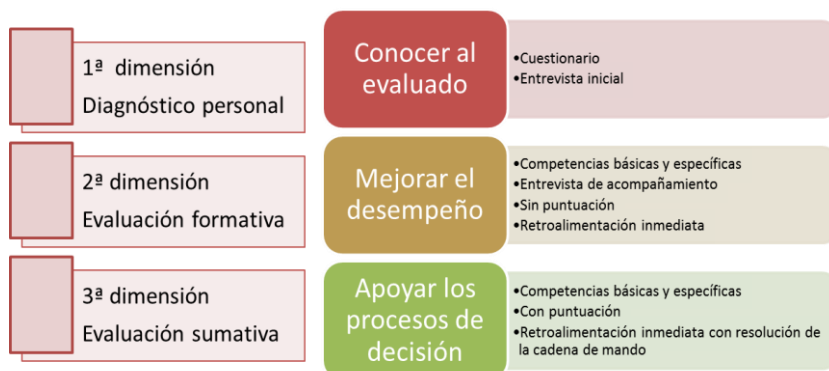 1ª dimensión
Diagnóstico personal
Conocer al
evaluado
•Cuestionario
•Entrevista inicial
2ª dimensión
Evaluación formativa
Mejorar el
desempeño
•Competencias básicas y específicas
•Entrevista de acompañamiento
•Sin puntuación
•Retroalimentación inmediata
3ª dimensión
Evaluación sumativa
Apoyar los
procesos de
decisión
•Competencias básicas y específicas
•Con puntuación
•Retroalimentación inmediata con resolución de
la cadena de mando